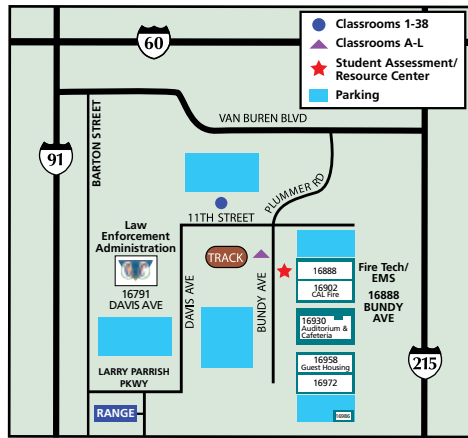 60
Classrooms 1-38
Classrooms A-L
Student Assessment/
Resource Center
Parking
VAN BUREN BLVD
91
BARTON STREET
PLUMMER RD
11TH STREET
Law
Enforcement
Administration
16791
DAVIS AVE
TRACK
DAVIS AVE
BUNDY AVE
16888
16902
CAL Fire
16930
Auditorium &
Cafeteria
16958
Guest Housing
16972
Fire Tech/
EMS
16888
BUNDY
AVE
215
LARRY PARRISH
PKWY
RANGE